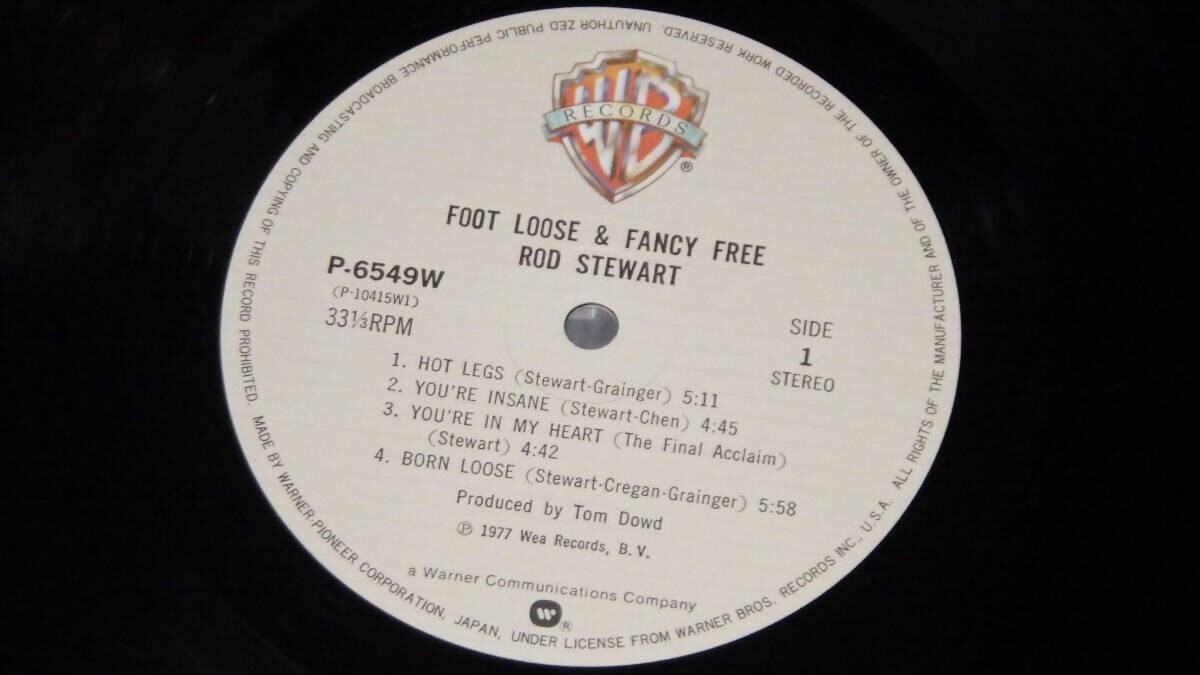 WB
RECORDS
®
FOOT LOOSE & FANCY FREE
ROD STEWART
P-6549W
(P-10415W1)
33⅓RPM
SIDE
1
STEREO
1. HOT LEGS (Stewart-Grainger) 5:11
2. YOU'RE INSANE (Stewart-Chen) 4:45
3. YOU'RE IN MY HEART (The Final Acclaim)
(Stewart) 4:42
4. BORN LOOSE (Stewart-Cregan-Grainger) 5:58
Produced by Tom Dowd
℗ 1977 Wea Records, B.V.
a Warner Communications Company
®
MADE BY WARNER-PIONEER CORPORATION, JAPAN, UNDER LICENSE FROM WARNER BROS. RECORDS INC., U.S.A. ALL RIGHTS OF THE MANUFACTURER AND OF THE OWNER OF THE RECORDED WORK RESERVED. UNAUTHOR ZED PUBLIC PERFORMANCE BROADCASTING AND COPYING OF THIS RECORD PROHIBITED.